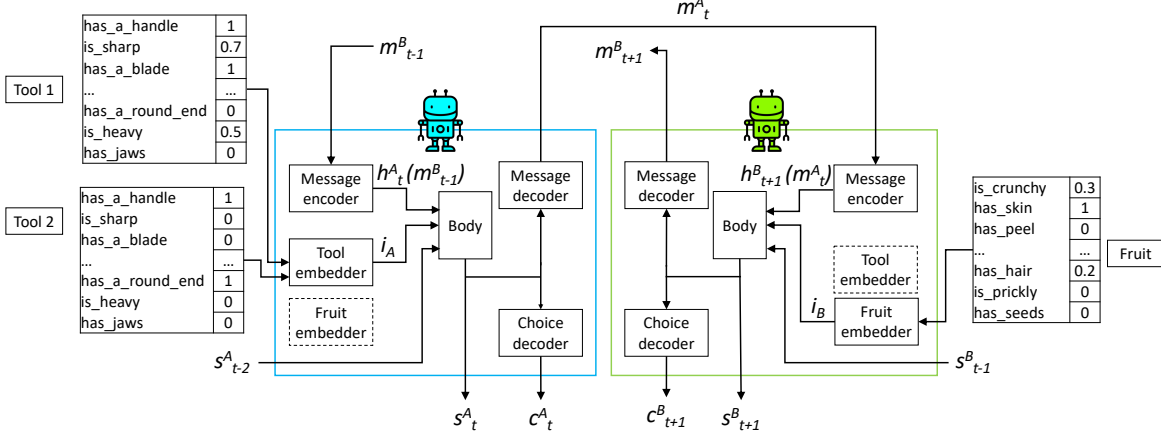 Tool 1
has_a_handle 1
is_sharp 0.7
has_a_blade 1
... ...
has_a_round_end 0
is_heavy 0.5
has_jaws 0
Tool 2
has_a_handle 1
is_sharp 0
has_a_blade 0
... ...
has_a_round_end 1
is_heavy 0
has_jaws 0
m^B_{t-1}
Message
encoder
h^A_t (m^B_{t-1})
Message
decoder
Body
Tool
embedder
i_A
Fruit
embedder
Choice
decoder
s^A_{t-2}
s^A_t
c^A_t
m^A_t
m^B_{t+1}
Message
decoder
h^B_{t+1} (m^A_t)
Message
encoder
Body
Tool
embedder
i_B
Fruit
embedder
Choice
decoder
s^B_{t-1}
c^B_{t+1}
s^B_{t+1}
is_crunchy 0.3
has_skin 1
has_peel 0
... ...
has_hair 0.2
is_prickly 0
has_seeds 0
Fruit